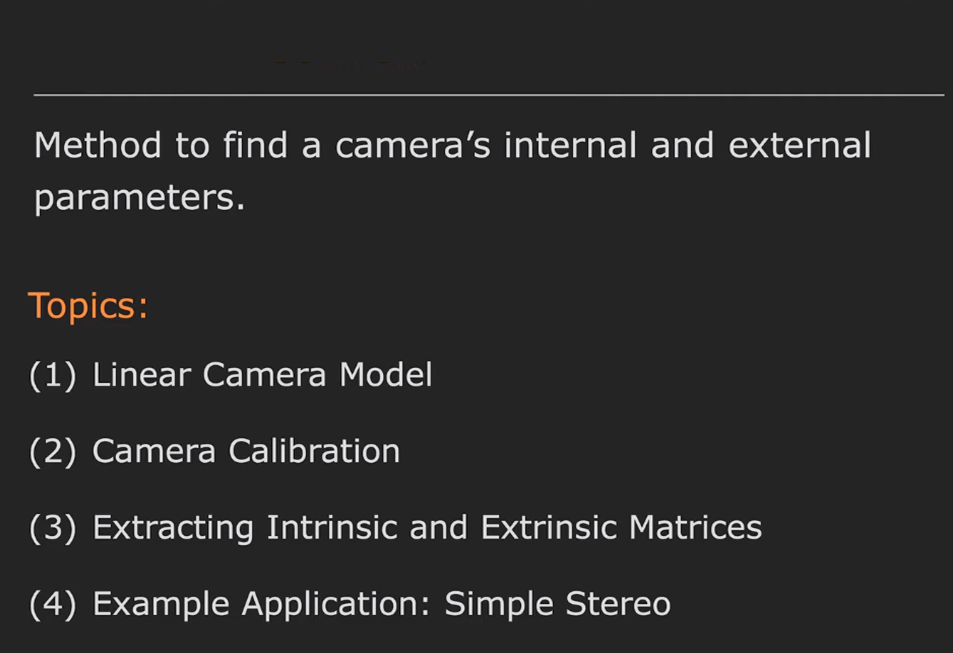 Method to find a camera’s internal and external
parameters.
Topics:
(1) Linear Camera Model
(2) Camera Calibration
(3) Extracting Intrinsic and Extrinsic Matrices
(4) Example Application: Simple Stereo